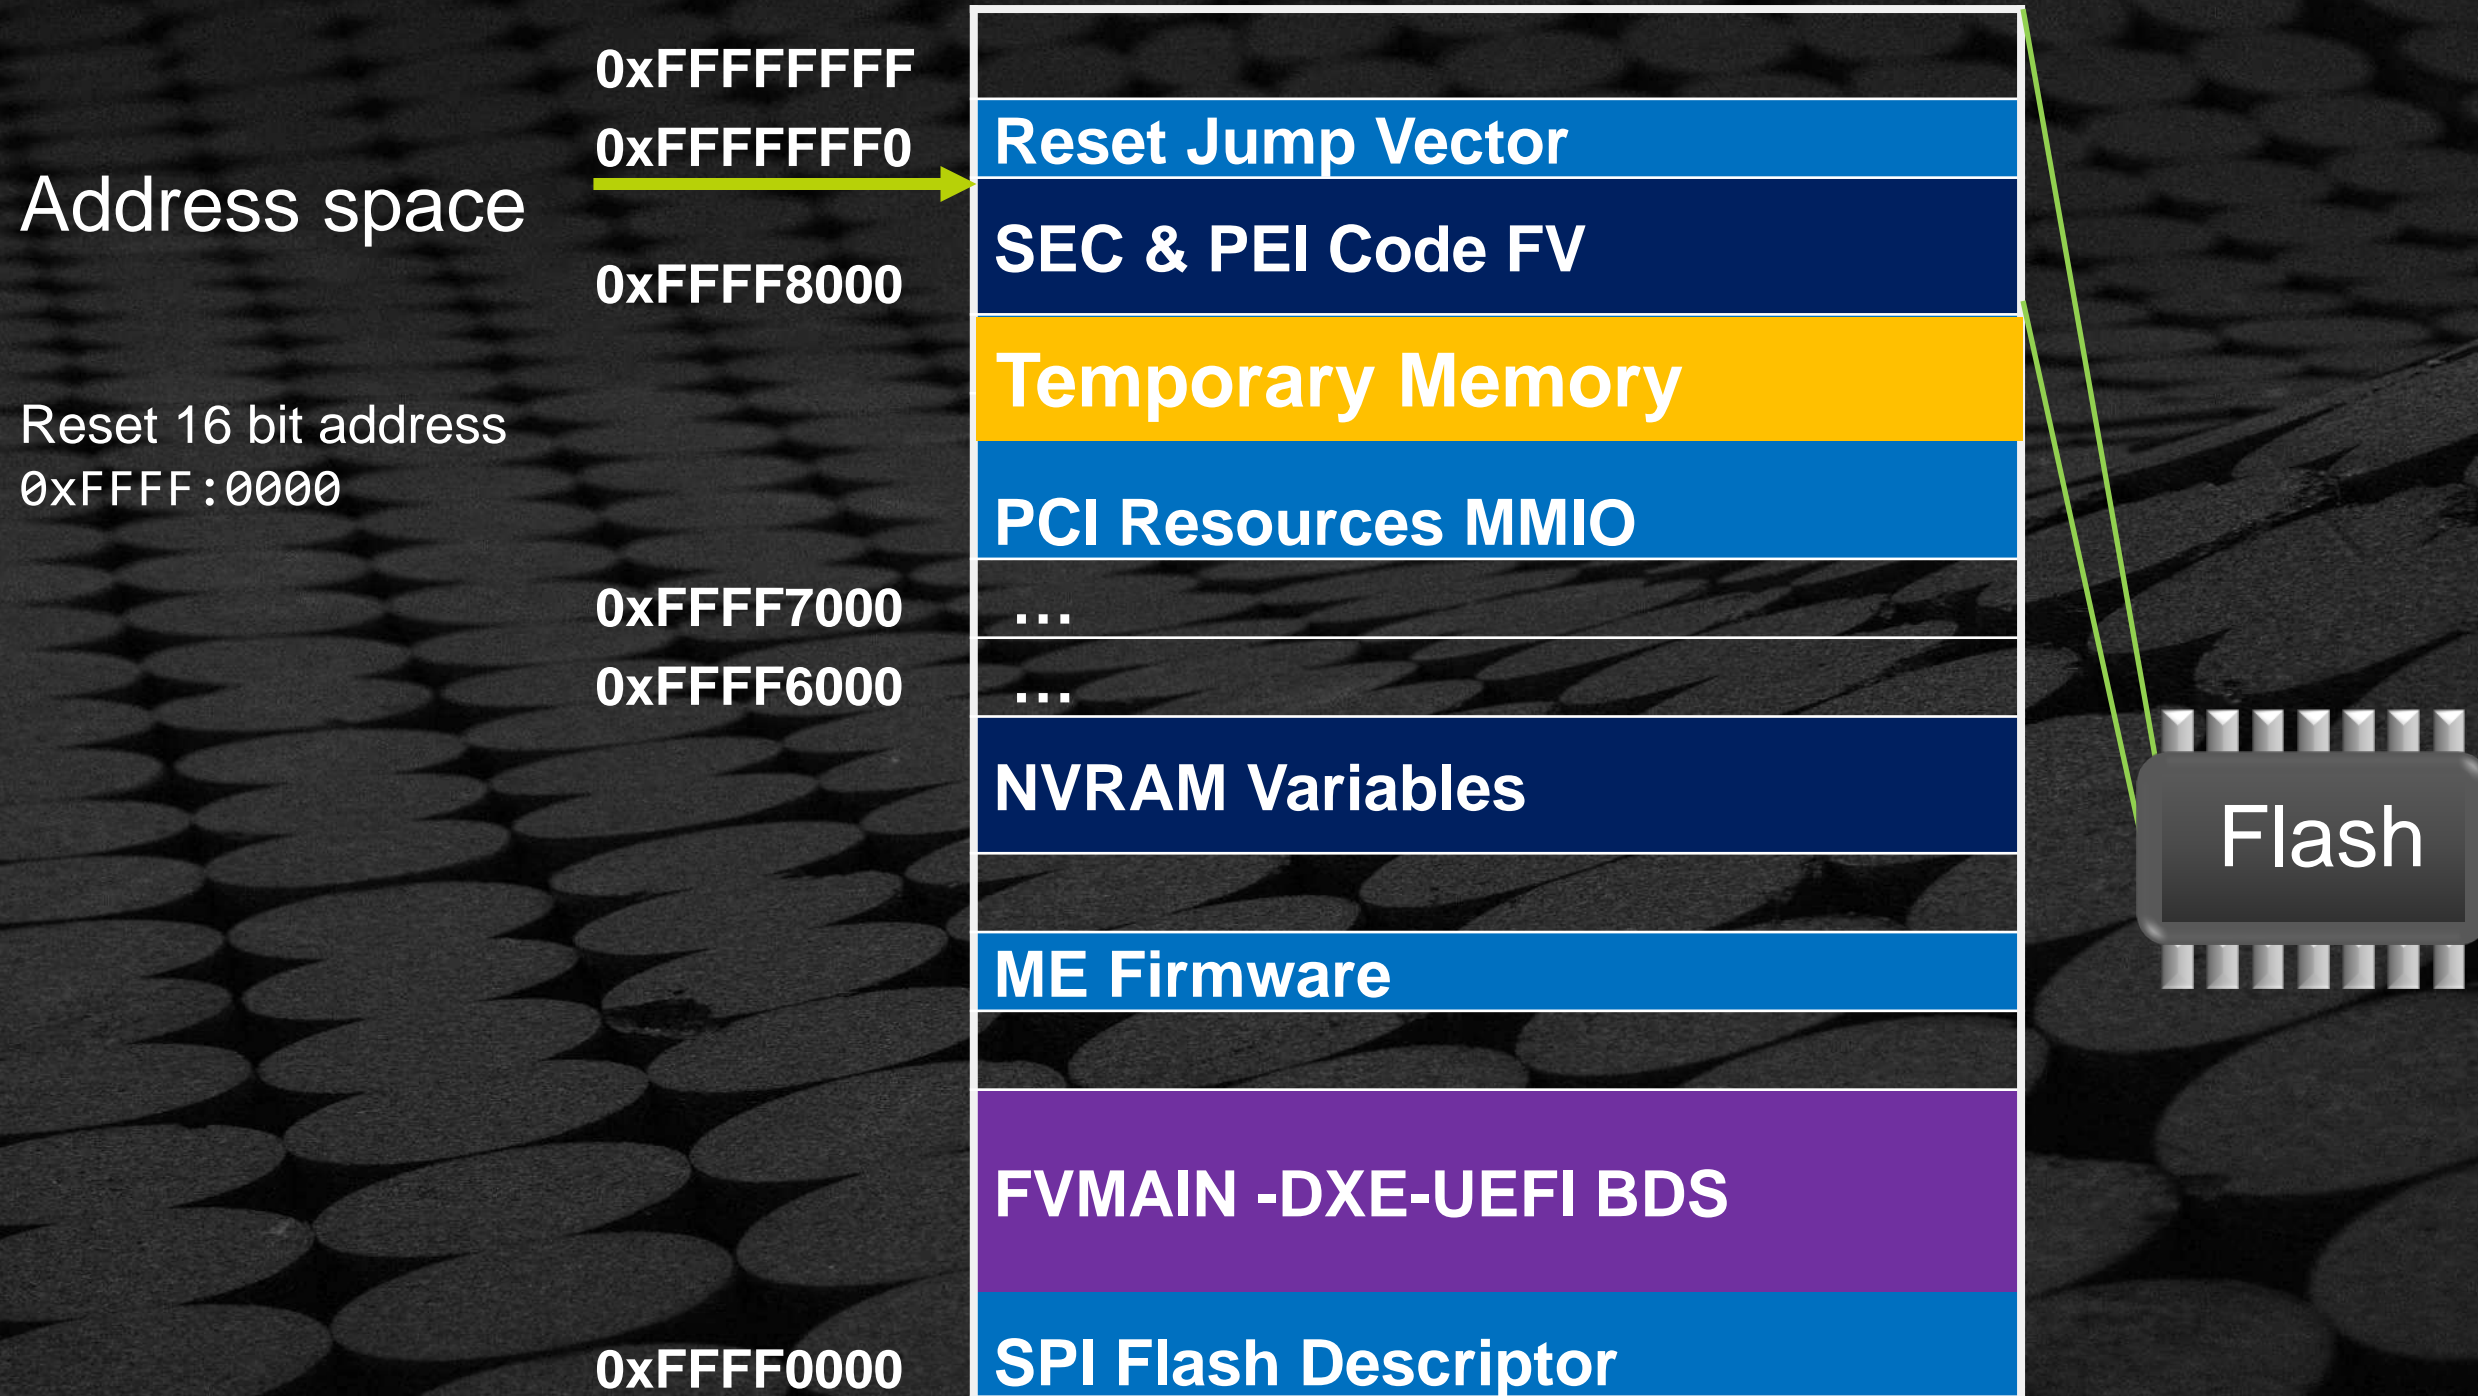 0xFFFFFFFF
0xFFFFFFF0
Reset Jump Vector
Address space
SEC & PEI Code FV
0xFFFF8000
Temporary Memory
Reset 16 bit address
0xFFFF:0000
PCI Resources MMIO
0xFFFF7000
...
0xFFFF6000
...
NVRAM Variables
Flash
ME Firmware
FVMAIN -DXE-UEFI BDS
0xFFFF0000
SPI Flash Descriptor